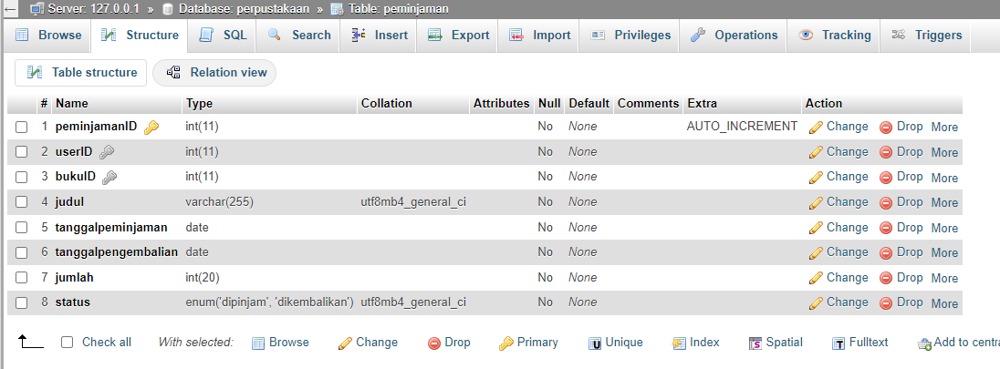 Server: 127.0.0.1 » Database: perpustakaan » Table: peminjaman
Browse Structure SQL Search Insert Export Import Privileges Operations Tracking Triggers
Table structure Relation view
# Name Type Collation Attributes Null Default Comments Extra Action
1 peminjamanID int(11) No None AUTO_INCREMENT Change Drop More
2 userID int(11) No None Change Drop More
3 bukuID int(11) No None Change Drop More
4 judul varchar(255) utf8mb4_general_ci No None Change Drop More
5 tanggalpeminjaman date No None Change Drop More
6 tanggalpengembalian date No None Change Drop More
7 jumlah int(20) No None Change Drop More
8 status enum('dipinjam', 'dikembalikan') utf8mb4_general_ci No None Change Drop More
Check all With selected: Browse Change Drop Primary Unique Index Spatial Fulltext Add to centra